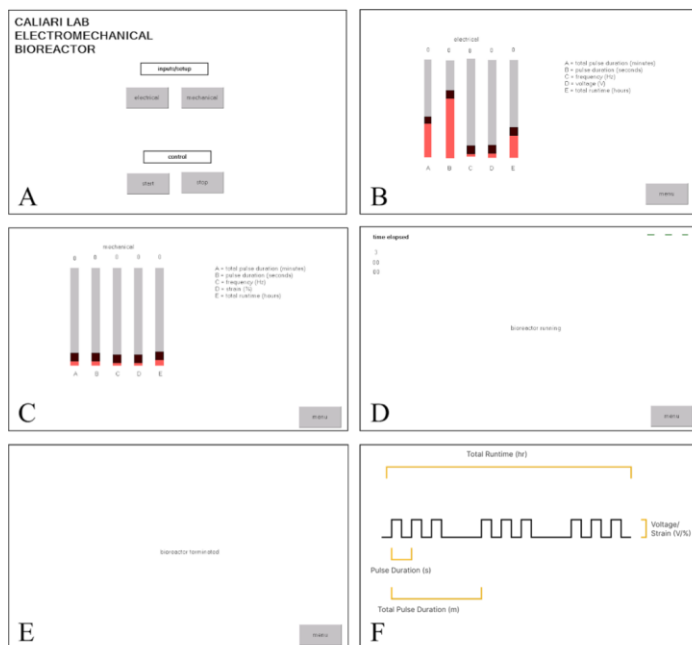 CALIARI LAB
ELECTROMECHANICAL
BIOREACTOR
inputs/setup
electrical mechanical
control
start stop
A
electrical
A = total pulse duration (minutes)
B = pulse duration (seconds)
C = frequency (Hz)
D = voltage (V)
E = total runtime (hours)
A B C D E
menu
B
mechanical
A = total pulse duration (minutes)
B = pulse duration (seconds)
C = frequency (Hz)
D = strain (%)
E = total runtime (hours)
A B C D E
menu
C
time elapsed
bioreactor running
menu
D
bioreactor terminated
menu
E
Total Runtime (hr)
Voltage/
Strain (V/%)
Pulse Duration (s)
Total Pulse Duration (m)
F